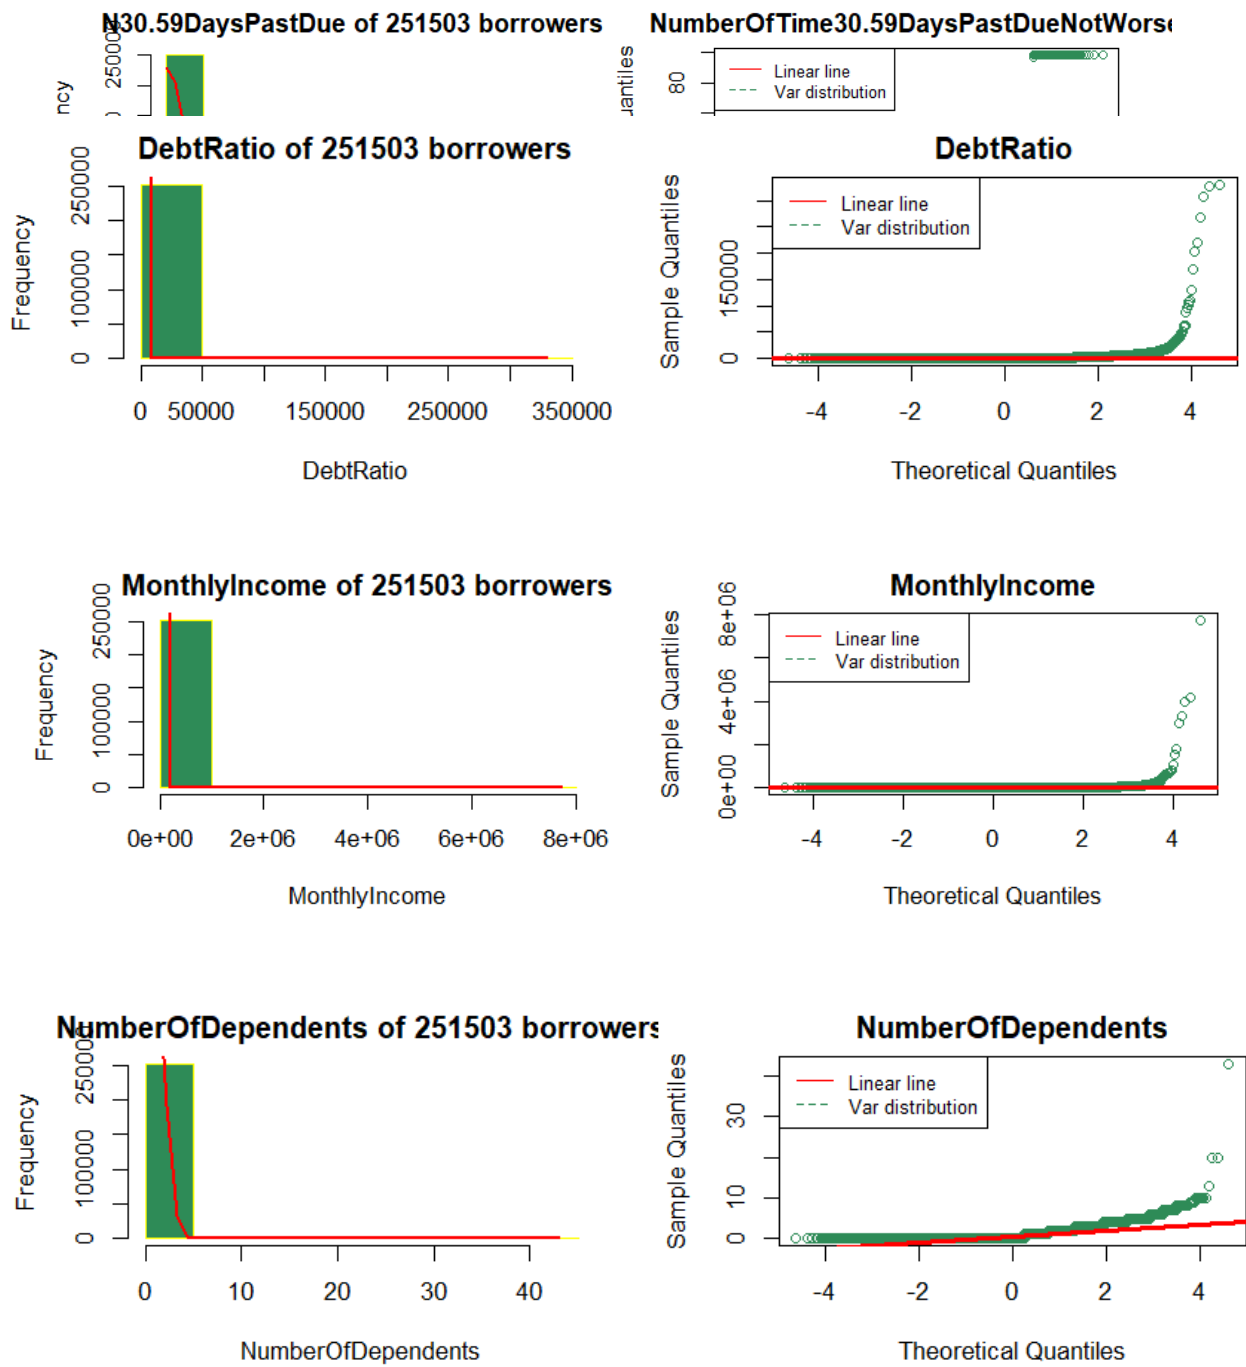 N30.59DaysPastDue of 251503 borrowers
NumberOfTime30.59DaysPastDueNotWorse
250000
80
Linear line
Var distribution
DebtRatio of 251503 borrowers
Frequency
0 100000 250000
0 50000 150000 250000 350000
DebtRatio
DebtRatio
Sample Quantiles
0 150000
Linear line
Var distribution
-4 -2 0 2 4
Theoretical Quantiles
MonthlyIncome of 251503 borrowers
Frequency
0 100000 250000
0e+00 2e+06 4e+06 6e+06 8e+06
MonthlyIncome
MonthlyIncome
Sample Quantiles
0e+00 4e+06 8e+06
Linear line
Var distribution
-4 -2 0 2 4
Theoretical Quantiles
NumberOfDependents of 251503 borrowers
Frequency
0 100000 250000
0 10 20 30 40
NumberOfDependents
NumberOfDependents
Sample Quantiles
0 10 30
Linear line
Var distribution
-4 -2 0 2 4
Theoretical Quantiles